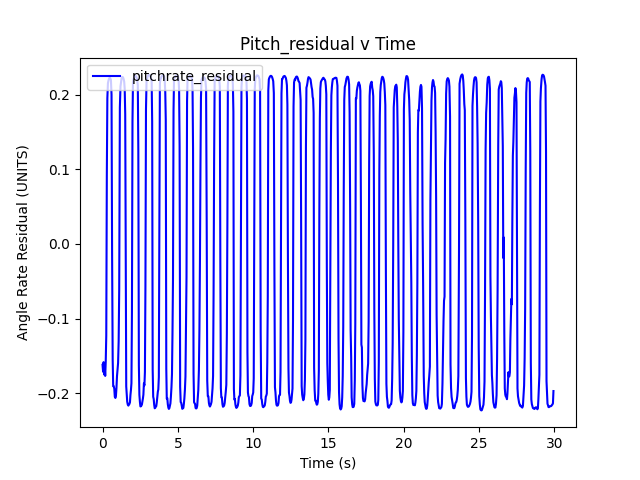 Pitch_residual v Time
pitchrate_residual
Angle Rate Residual (UNITS)
0.2
0.1
0.0
−0.1
−0.2
0 5 10 15 20 25 30
Time (s)